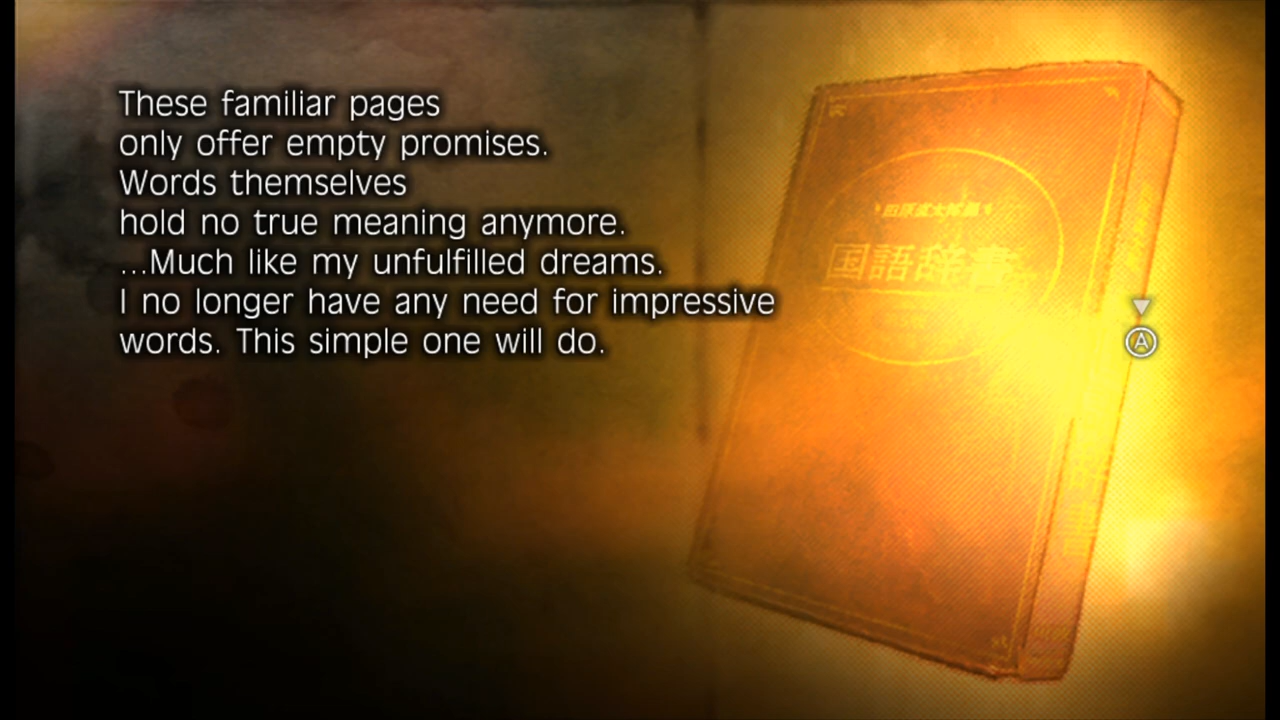 These familiar pages
only offer empty promises.
Words themselves
hold no true meaning anymore.
...Much like my unfulfilled dreams.
I no longer have any need for impressive
words. This simple one will do.
国語辞書
A